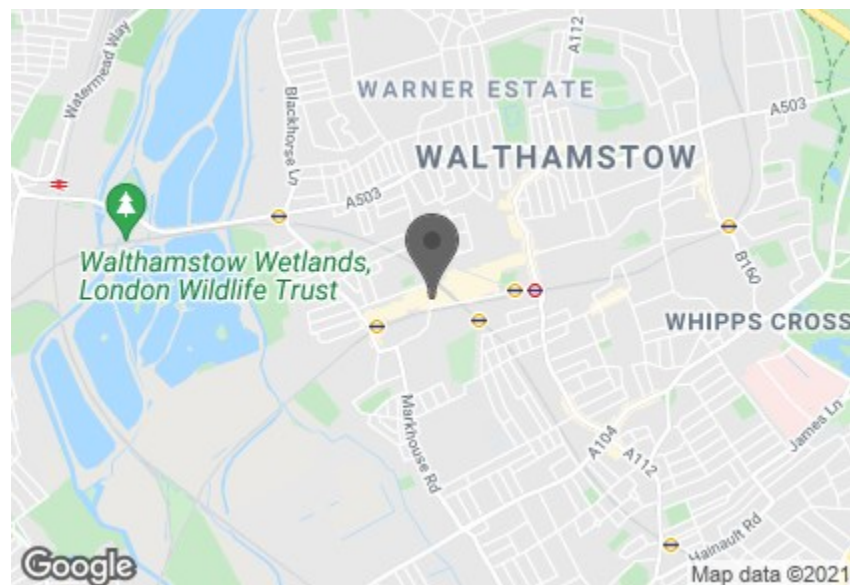 Watermead Way
A112
WARNER ESTATE
A503
Blackhorse Ln
WALTHAMSTOW
A503
Walthamstow Wetlands,
London Wildlife Trust
B160
WHIPPS CROSS
Markhouse Rd
James Ln
A104
A112
Hainault Rd
Google
Map data ©2021